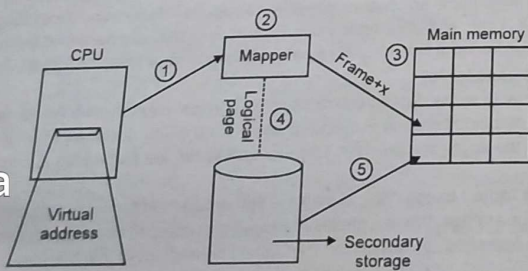 CPU
①
②
Mapper
Frame+x
③
Main memory
Logical
page
④
⑤
a
Virtual
address
Secondary
storage